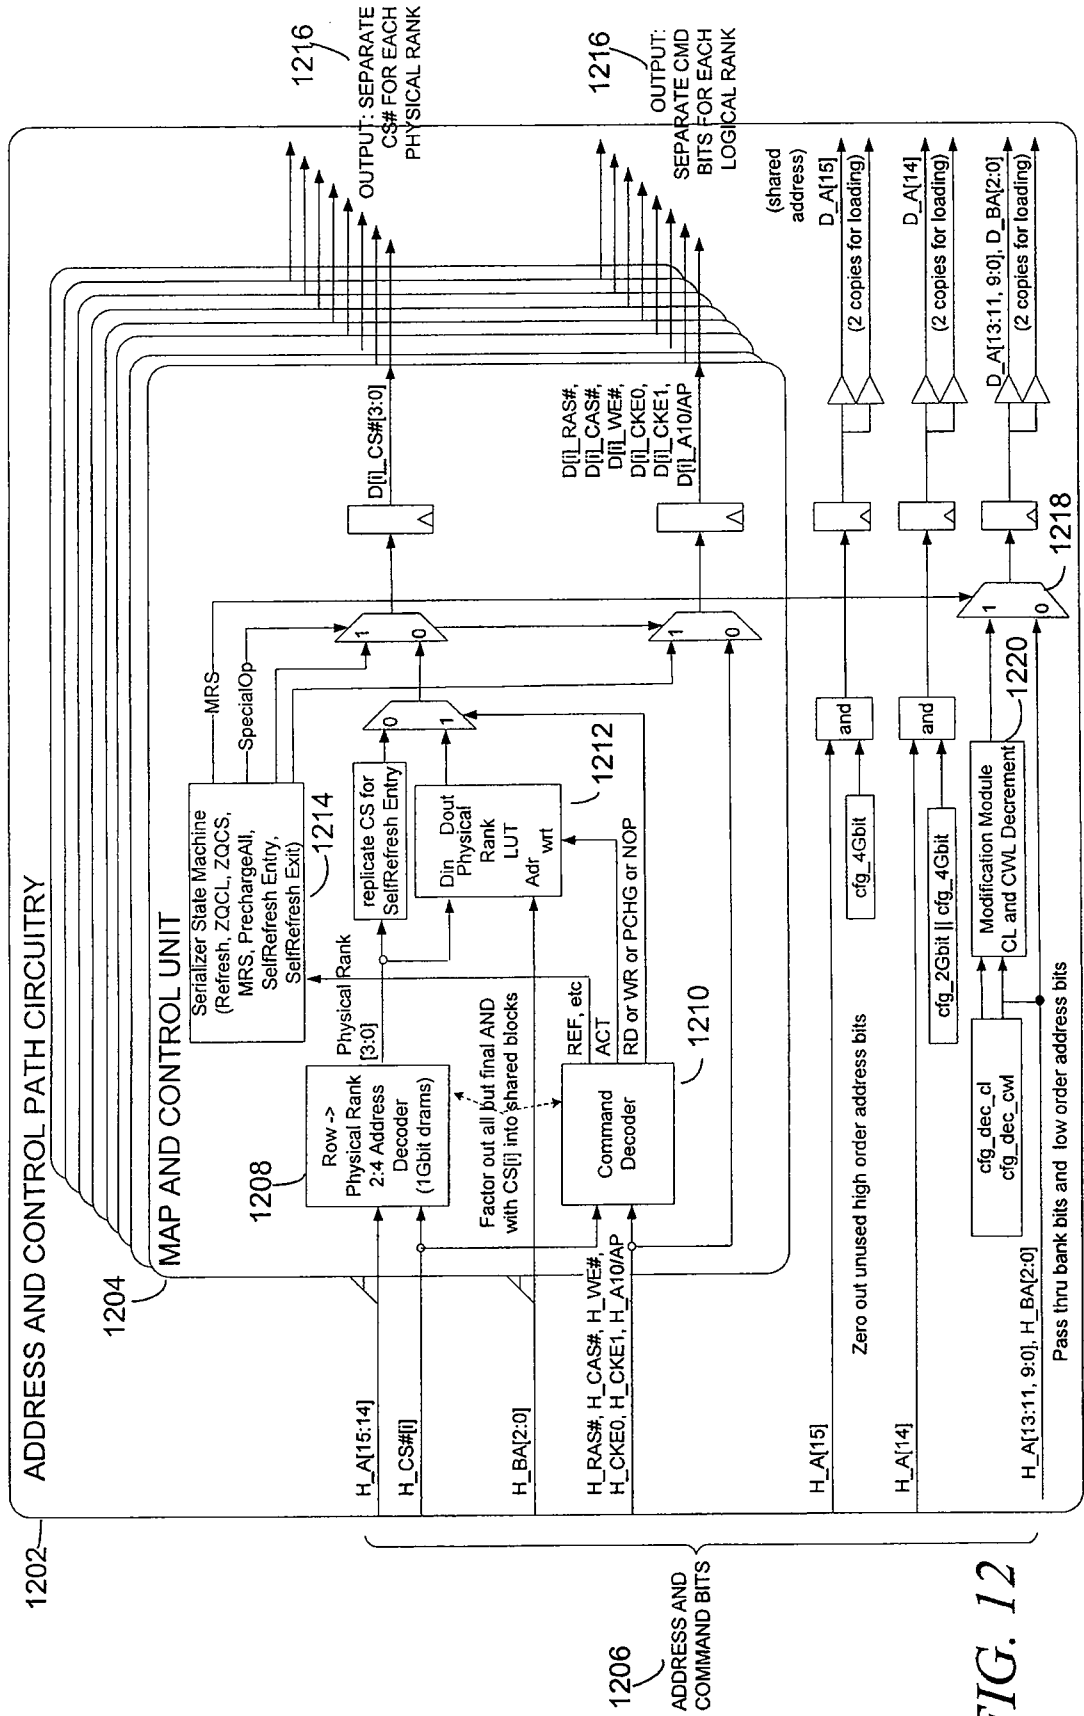 ADDRESS AND CONTROL PATH CIRCUITRY
1202
MAP AND CONTROL UNIT
1204
Serializer State Machine
(Refresh, ZQCL, ZQCS,
MRS, PrechargeAll,
SelfRefresh Entry,
SelfRefresh Exit)
1214
MRS
SpecialOp
1216
OUTPUT: SEPARATE
CS# FOR EACH
PHYSICAL RANK
1208
Row ->
Physical Rank
2:4 Address
Decoder
(1Gbit drams)
Physical Rank
[3:0]
replicate CS for
SelfRefresh Entry
0
1
1
0
D[i]_CS#[3:0]
H_A[15:14]
H_CS#[i]
Factor out all but final AND
with CS[i] into shared blocks
Din
Dout
Physical
Rank
LUT
Adr
wrt
1212
H_BA[2:0]
REF, etc
ACT
RD or WR or PCHG or NOP
Command
Decoder
1210
H_RAS#, H_CAS#, H_WE#,
H_CKE0, H_CKE1, H_A10/AP
1
0
D[i]_RAS#,
D[i]_CAS#,
D[i]_WE#,
D[i]_CKE0,
D[i]_CKE1,
D[i]_A10/AP
1216
OUTPUT:
SEPARATE CMD
BITS FOR EACH
LOGICAL RANK
1206
ADDRESS AND
COMMAND BITS
H_A[15]
Zero out unused high order address bits
cfg_4Gbit
and
(shared
address)
D_A[15]
(2 copies for loading)
H_A[14]
cfg_2Gbit || cfg_4Gbit
and
D_A[14]
(2 copies for loading)
cfg_dec_cl
cfg_dec_cwl
Modification Module
CL and CWL Decrement
1220
1
0
1218
D_A[13:11, 9:0], D_BA[2:0]
(2 copies for loading)
H_A[13:11, 9:0], H_BA[2:0]
Pass thru bank bits and low order address bits
FIG. 12